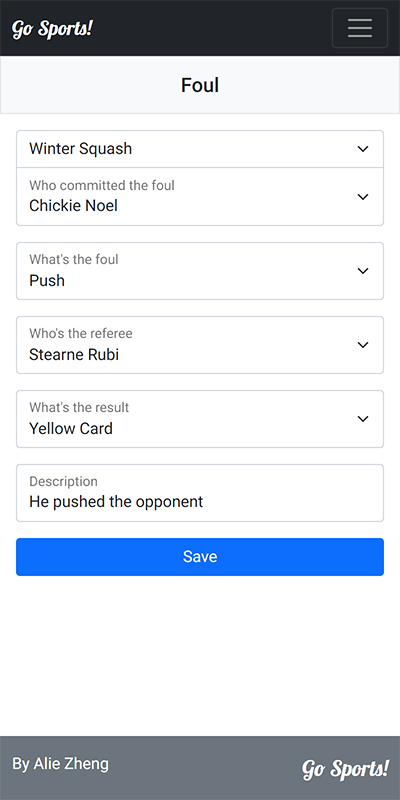 Go Sports!
Foul
Winter Squash
Who committed the foul
Chickie Noel
What's the foul
Push
Who's the referee
Stearne Rubi
What's the result
Yellow Card
Description
He pushed the opponent
Save
By Alie Zheng
Go Sports!